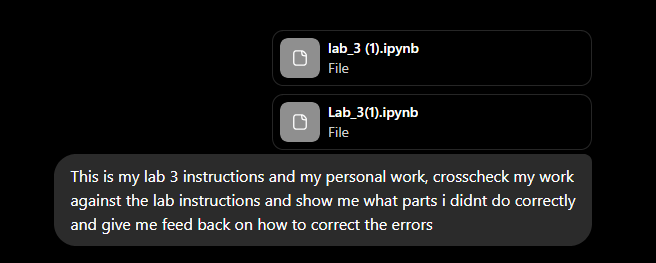 lab_3 (1).ipynb
File
Lab_3(1).ipynb
File
This is my lab 3 instructions and my personal work, crosscheck my work
against the lab instructions and show me what parts i didnt do correctly
and give me feed back on how to correct the errors